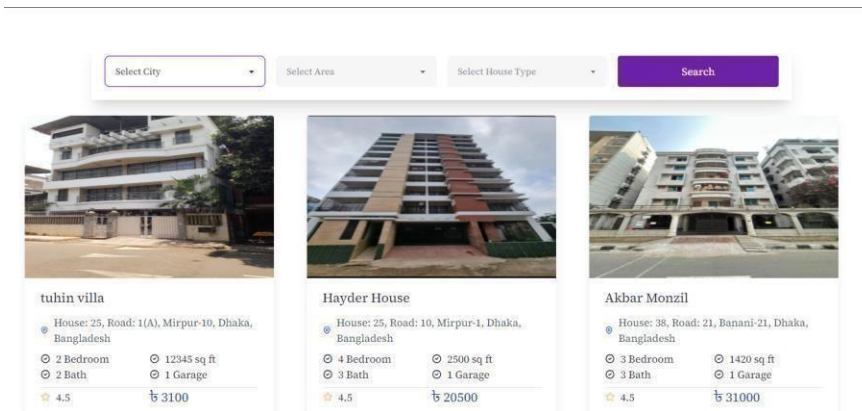 Select City
Select Area
Select House Type
Search
tuhin villa
House: 25, Road: 1(A), Mirpur-10, Dhaka,
Bangladesh
2 Bedroom
12345 sq ft
2 Bath
1 Garage
4.5
৳ 3100
Hayder House
House: 25, Road: 10, Mirpur-1, Dhaka,
Bangladesh
4 Bedroom
2500 sq ft
3 Bath
1 Garage
4.5
৳ 20500
Akbar Monzil
House: 38, Road: 21, Banani-21, Dhaka,
Bangladesh
3 Bedroom
1420 sq ft
3 Bath
1 Garage
4.5
৳ 31000